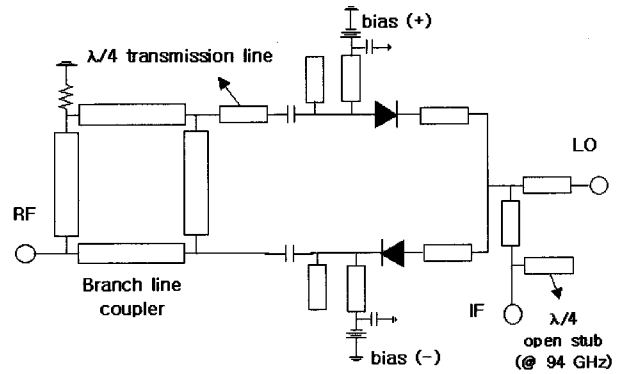 bias (+)
λ/4 transmission line
LO
RF
Branch line
coupler
IF
λ/4
open stub
(@ 94 GHz)
bias (-)